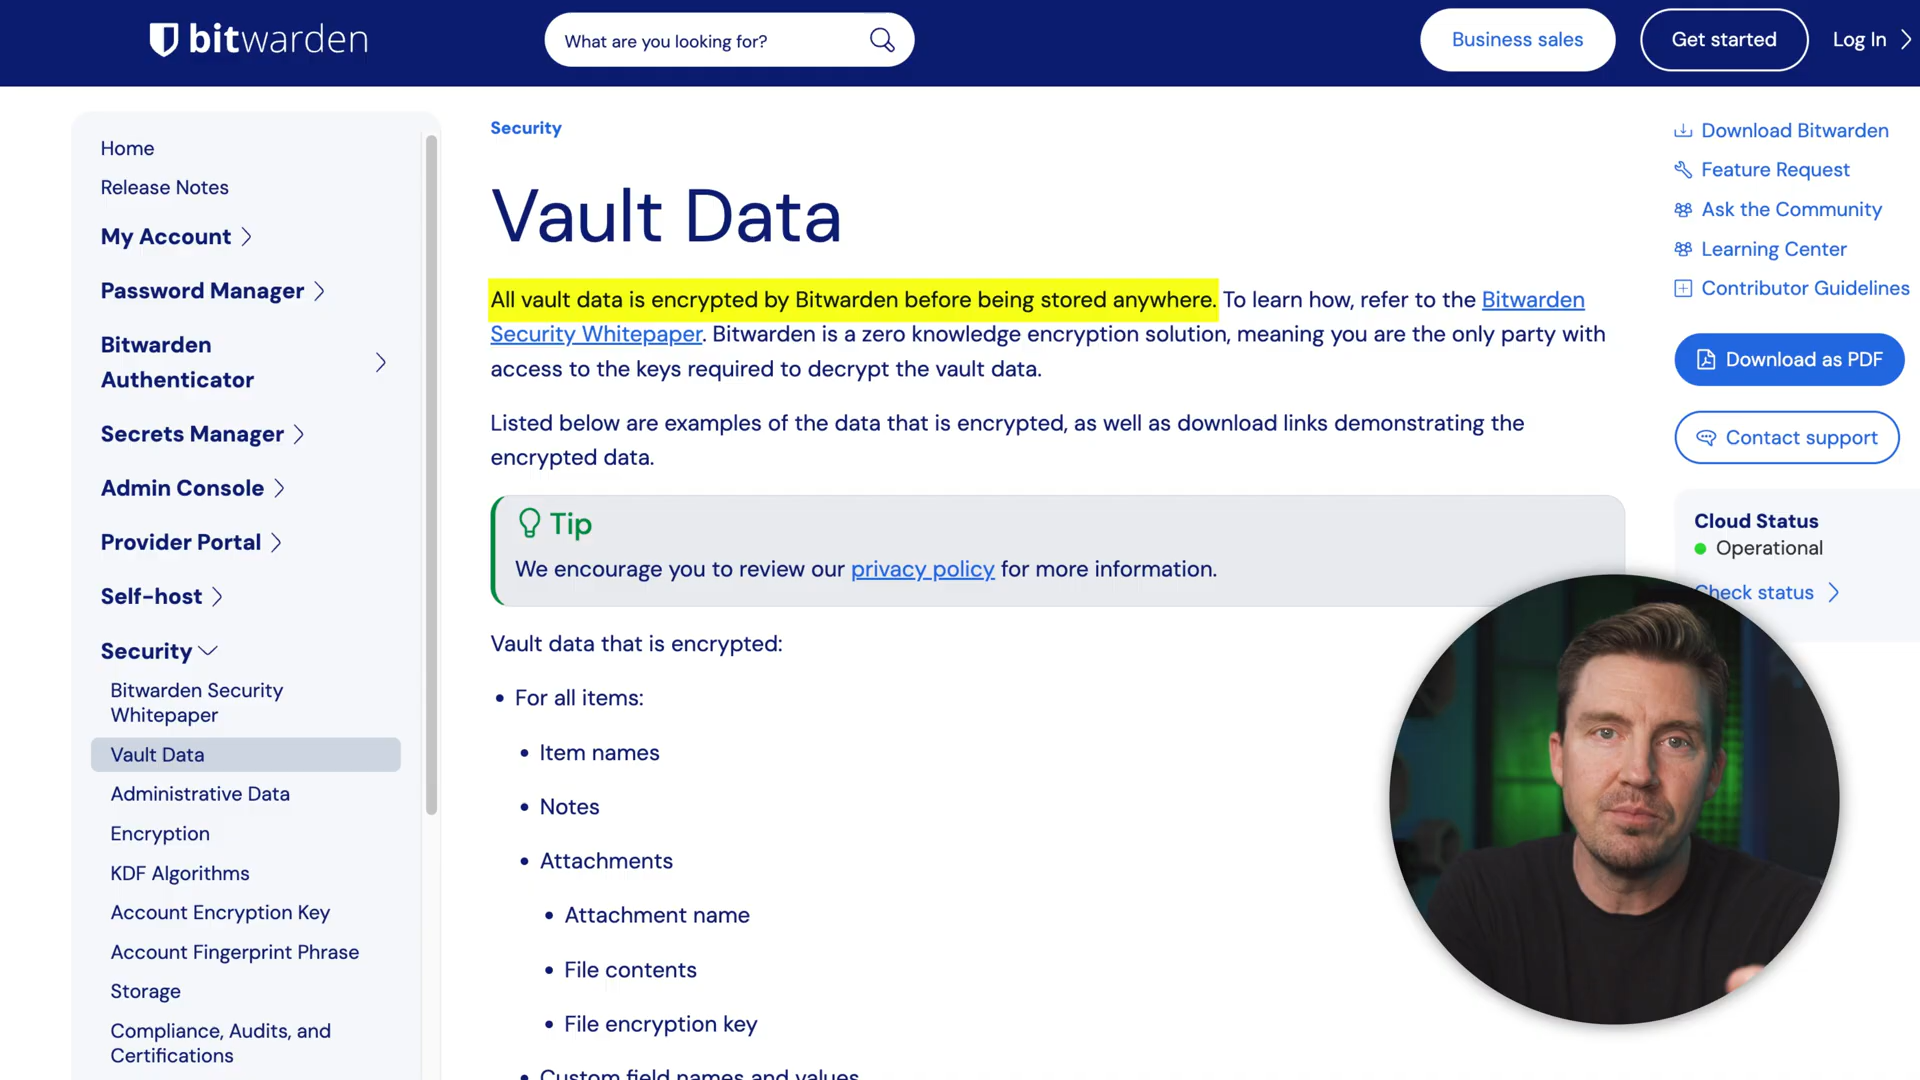 bitwarden
What are you looking for?
Business sales
Get started
Log In
Home
Release Notes
My Account
Password Manager
Bitwarden
Authenticator
Secrets Manager
Admin Console
Provider Portal
Self-host
Security
Bitwarden Security
Whitepaper
Vault Data
Administrative Data
Encryption
KDF Algorithms
Account Encryption Key
Account Fingerprint Phrase
Storage
Compliance, Audits, and
Certifications
Security
Vault Data
All vault data is encrypted by Bitwarden before being stored anywhere. To learn how, refer to the Bitwarden
Security Whitepaper. Bitwarden is a zero knowledge encryption solution, meaning you are the only party with
access to the keys required to decrypt the vault data.
Listed below are examples of the data that is encrypted, as well as download links demonstrating the
encrypted data.
Tip
We encourage you to review our privacy policy for more information.
Vault data that is encrypted:
• For all items:
• Item names
• Notes
• Attachments
• Attachment name
• File contents
• File encryption key
• Custom field names and values
Download Bitwarden
Feature Request
Ask the Community
Learning Center
Contributor Guidelines
Download as PDF
Contact support
Cloud Status
Operational
Check status